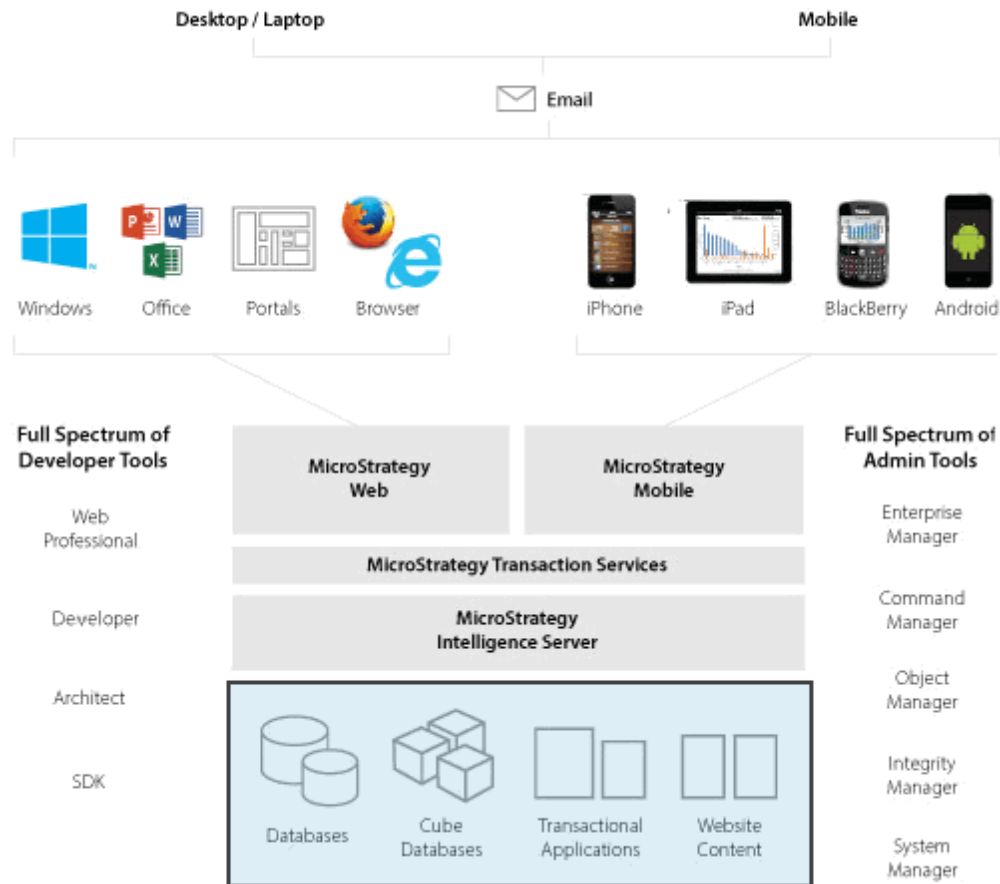 Desktop / Laptop
Mobile
Email
P
W
X
Windows
Office
Portals
Browser
iPhone
iPad
BlackBerry
Android
Full Spectrum of
Developer Tools
Web
Professional
Developer
Architect
SDK
MicroStrategy
Web
MicroStrategy
Mobile
MicroStrategy Transaction Services
MicroStrategy
Intelligence Server
Databases
Cube
Databases
Transactional
Applications
Website
Content
Full Spectrum of
Admin Tools
Enterprise
Manager
Command
Manager
Object
Manager
Integrity
Manager
System
Manager